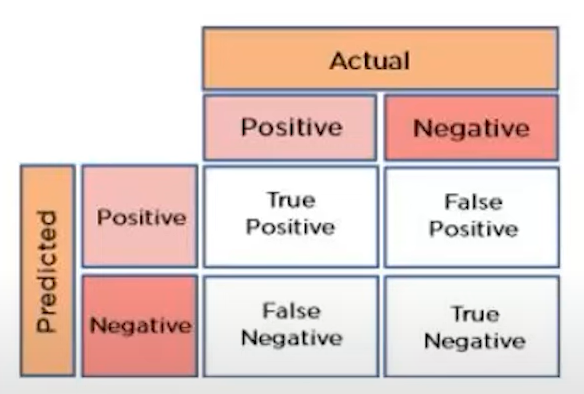 Actual
Positive
Negative
Predicted
Positive
True
Positive
False
Positive
Negative
False
Negative
True
Negative